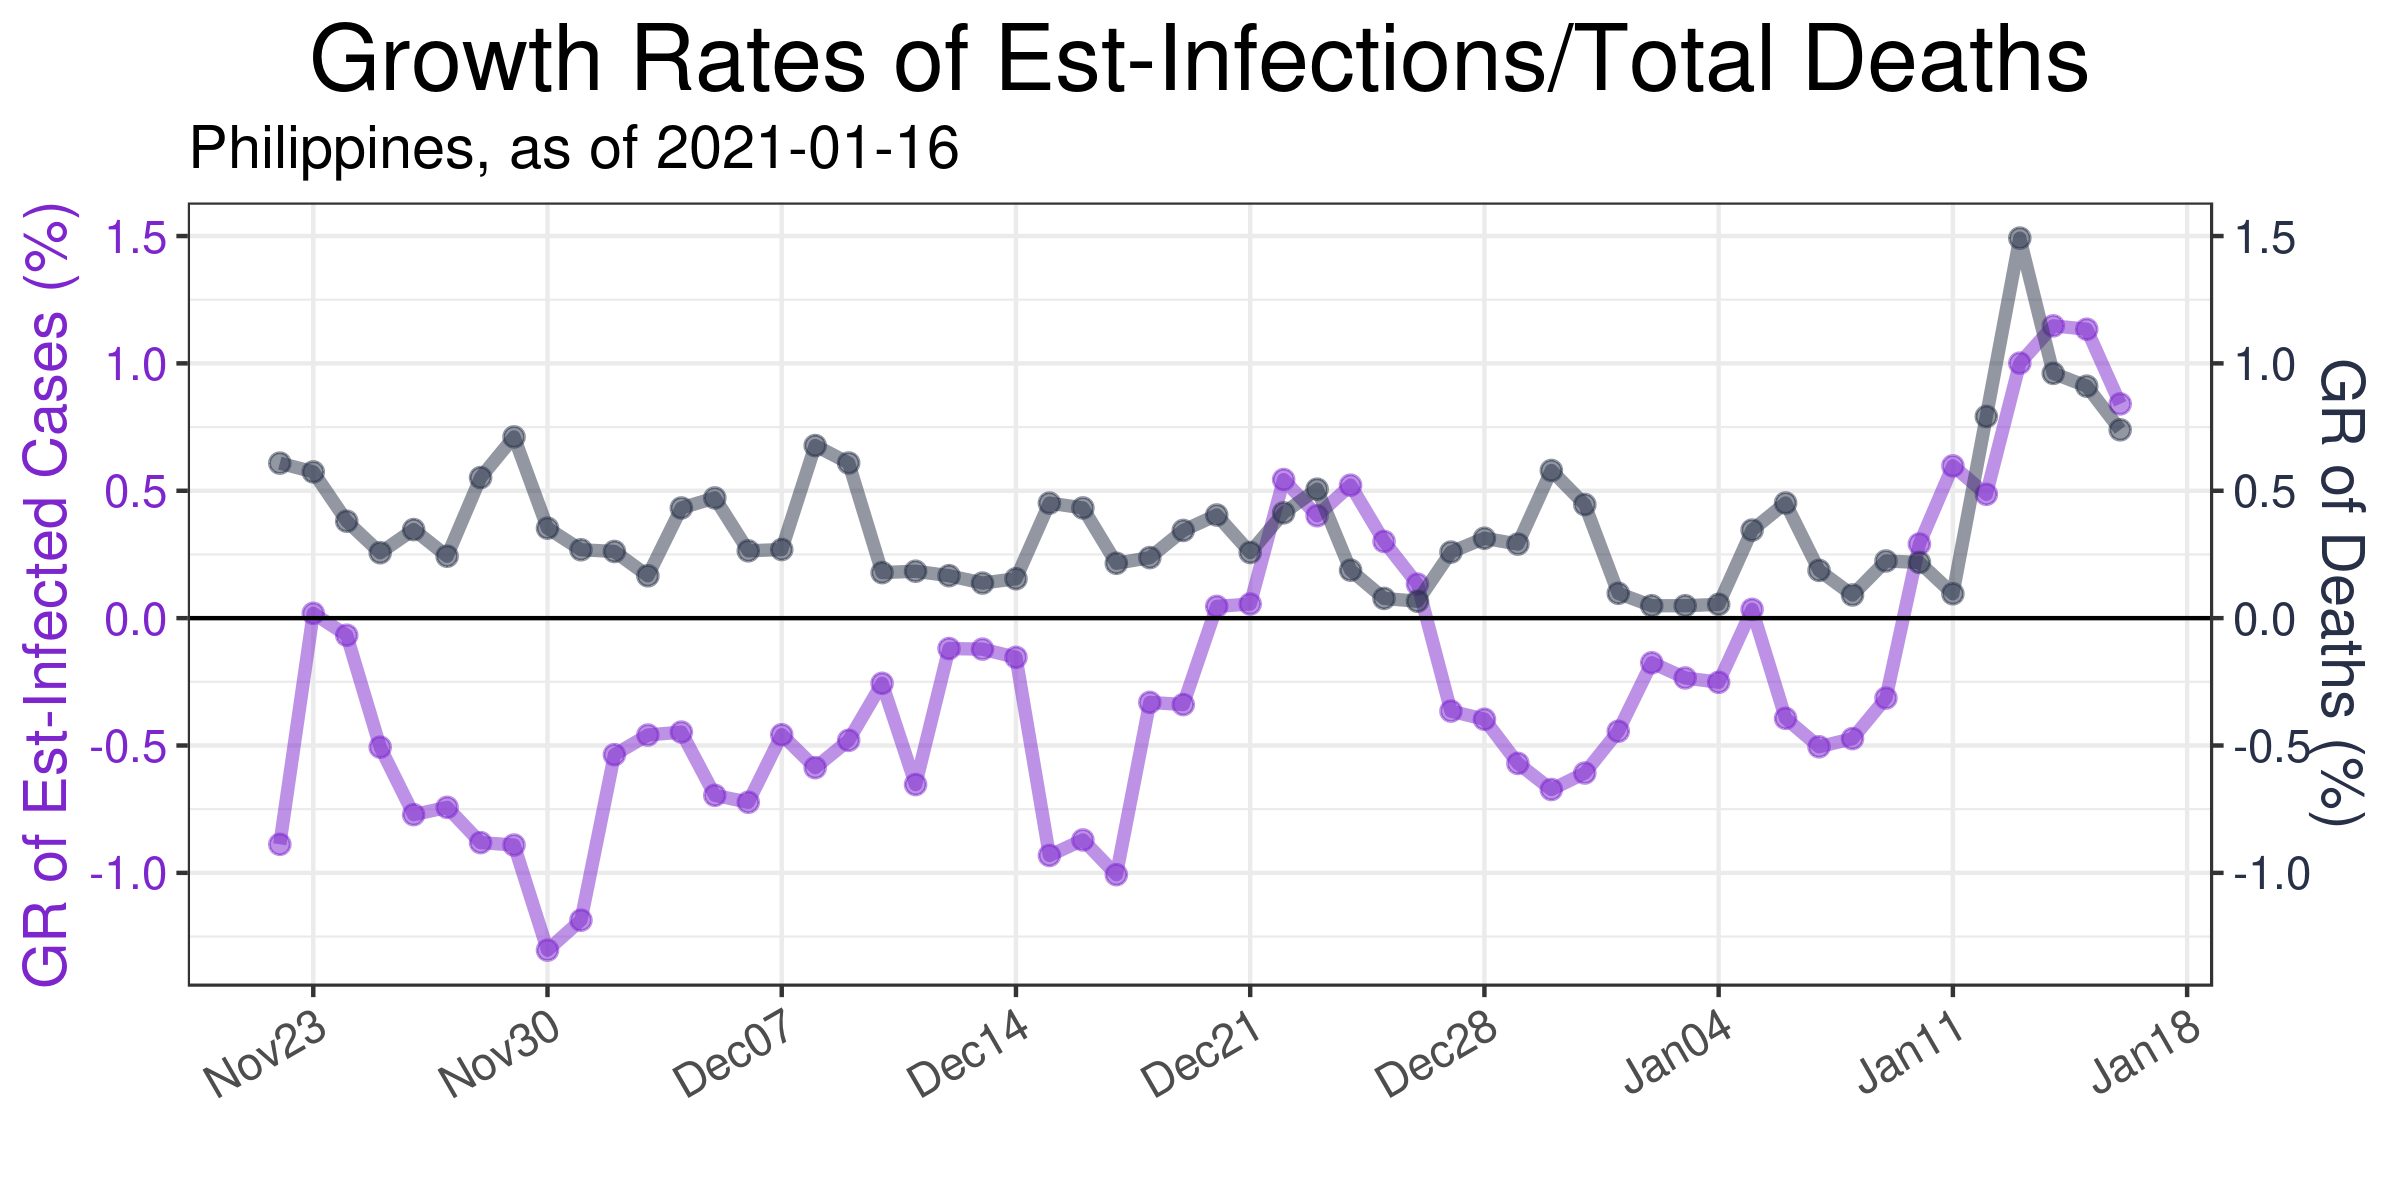 Growth Rates of Est-Infections/Total Deaths
Philippines, as of 2021-01-16
GR of Est-Infected Cases (%)
1.5
1.0
0.5
0.0
-0.5
-1.0
1.5
1.0
0.5
0.0
-0.5
-1.0
GR of Deaths (%)
Nov23
Nov30
Dec07
Dec14
Dec21
Dec28
Jan04
Jan11
Jan18